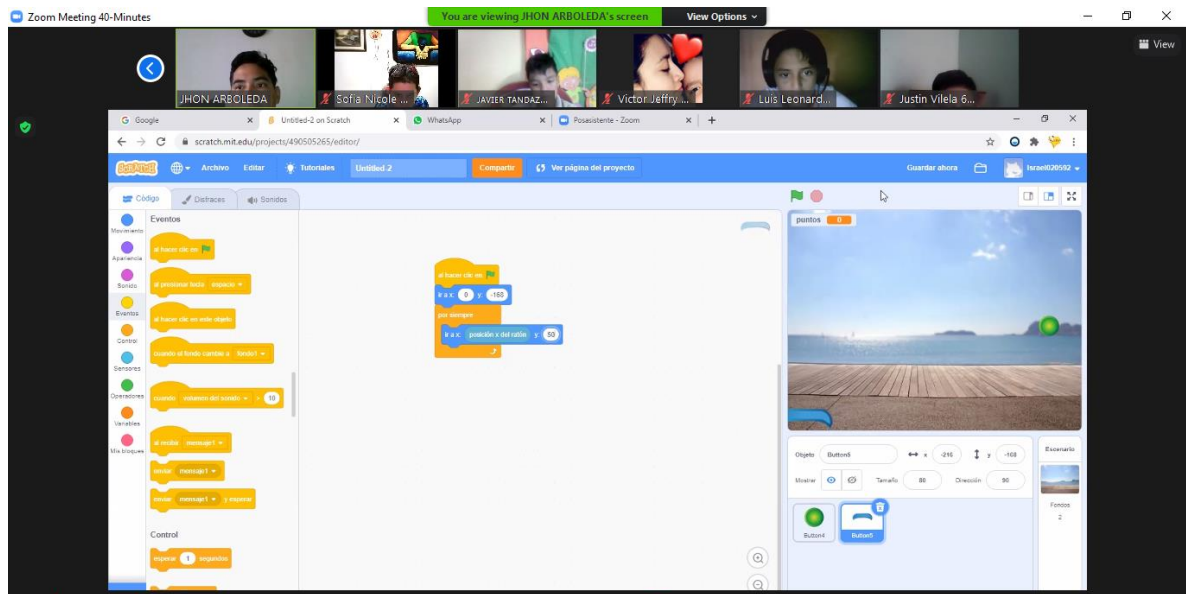 Zoom Meeting 40-Minutes
You are viewing JHON ARBOLEDA's screen
View Options
View
JHON ARBOLEDA
Sofia Nicole ...
JAVIER TANDAZ...
Victor Jeffry ...
Luis Leonard...
Justin Vilela 6...
Google
Untitled-2 on Scratch
WhatsApp
Posasistente - Zoom
scratch.mit.edu/projects/490505265/editor/
SCRATCH
Archivo
Editar
Tutoriales
Untitled-2
Compartir
Ver página del proyecto
Guardar ahora
Israel020592
Código
Disfraces
Sonidos
Movimiento
Apariencia
Sonido
Eventos
Control
Sensores
Operadores
Variables
Mis bloques
Eventos
al hacer clic en
al presionar tecla espacio
al hacer clic en este objeto
cuando el fondo cambie a fondo1
cuando volumen del sonido > 10
al recibir mensaje1
enviar mensaje1
enviar mensaje1 y esperar
Control
esperar 1 segundos
al hacer clic en
ir a x: 0 y: -168
por siempre
ir a x: posición x del ratón y: 50
puntos 0
Objeto Button5 x -216 y -168
Mostrar Tamaño 80 Dirección 90
Button4
Button5
Escenario
Fondos
2